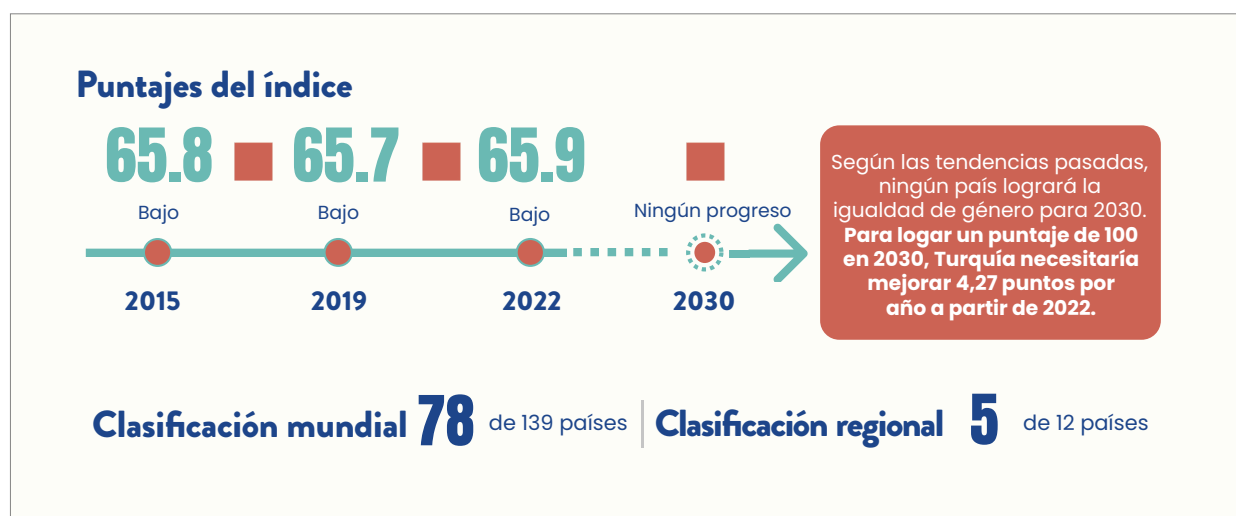 Puntajes del índice
65.8 65.7 65.9
Bajo Bajo Bajo Ningún progreso
2015 2019 2022 2030
Según las tendencias pasadas,
ningún país logrará la
igualdad de género para 2030.
Para logar un puntaje de 100
en 2030, Turquía necesitaría
mejorar 4,27 puntos por
año a partir de 2022.
Clasificación mundial 78 de 139 países
Clasificación regional 5 de 12 países